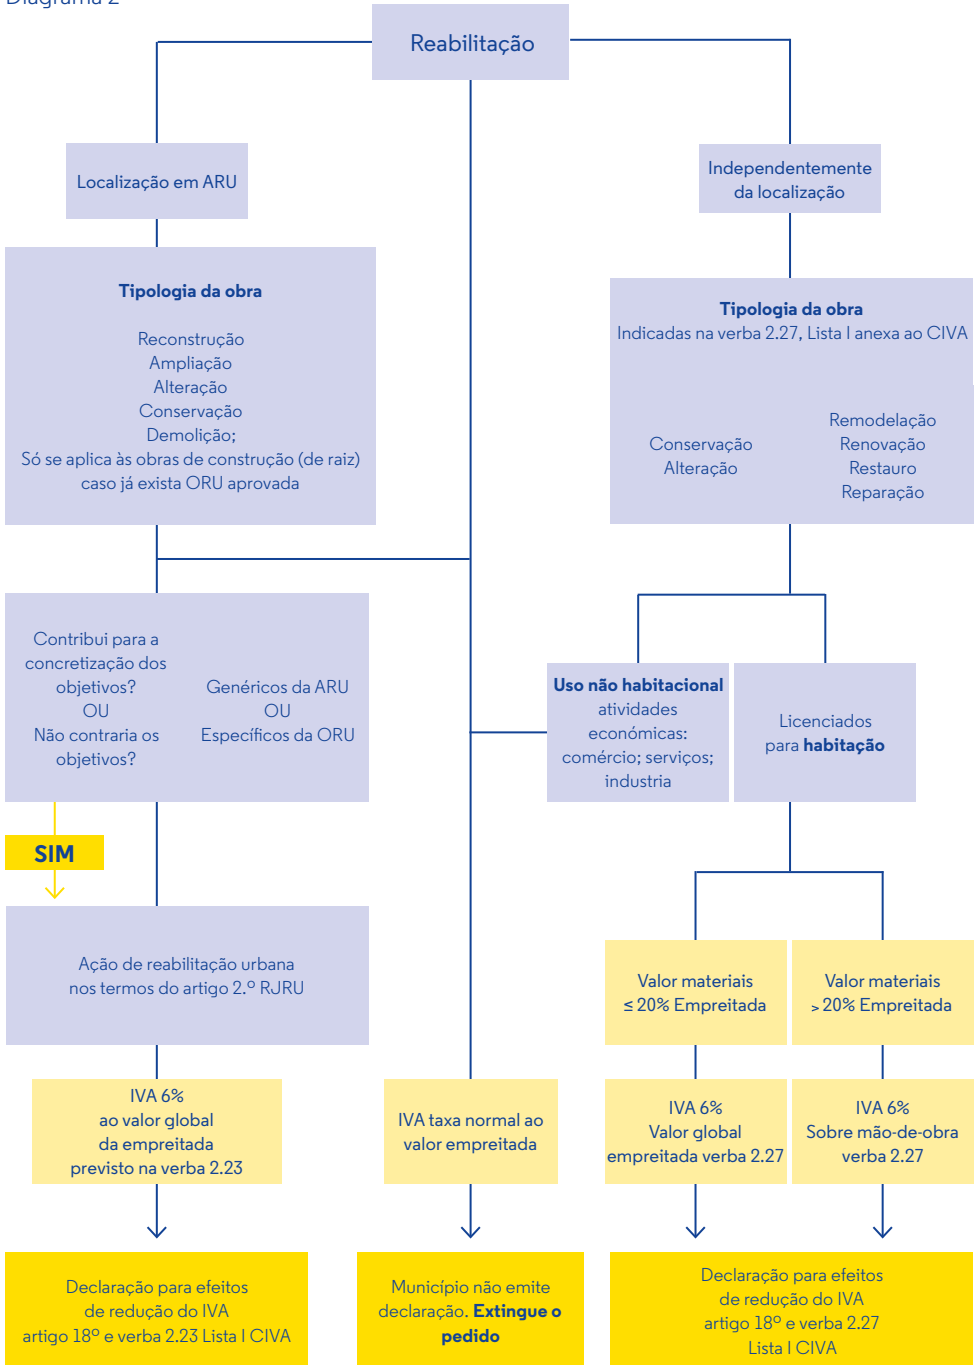 Diagrama 2
Reabilitação
Localização em ARU
Independentemente
da localização
Tipologia da obra
Reconstrução
Ampliação
Alteração
Conservação
Demolição;
Só se aplica às obras de construção (de raiz)
caso já exista ORU aprovada
Tipologia da obra
Indicadas na verba 2.27, Lista I anexa ao CIVA
Conservação
Alteração
Remodelação
Renovação
Restauro
Reparação
Contribui para a
concretização dos
objetivos?
OU
Não contraria os
objetivos?
Genéricos da ARU
OU
Específicos da ORU
Uso não habitacional
atividades
económicas:
comércio; serviços;
industria
Licenciados
para habitação
SIM
Ação de reabilitação urbana
nos termos do artigo 2.º RJRU
Valor materiais
≤ 20% Empreitada
Valor materiais
> 20% Empreitada
IVA 6%
ao valor global
da empreitada
previsto na verba 2.23
IVA taxa normal ao
valor empreitada
IVA 6%
Valor global
empreitada verba 2.27
IVA 6%
Sobre mão-de-obra
verba 2.27
Declaração para efeitos
de redução do IVA
artigo 18º e verba 2.23 Lista I CIVA
Município não emite
declaração. Extingue o
pedido
Declaração para efeitos
de redução do IVA
artigo 18º e verba 2.27
Lista I CIVA